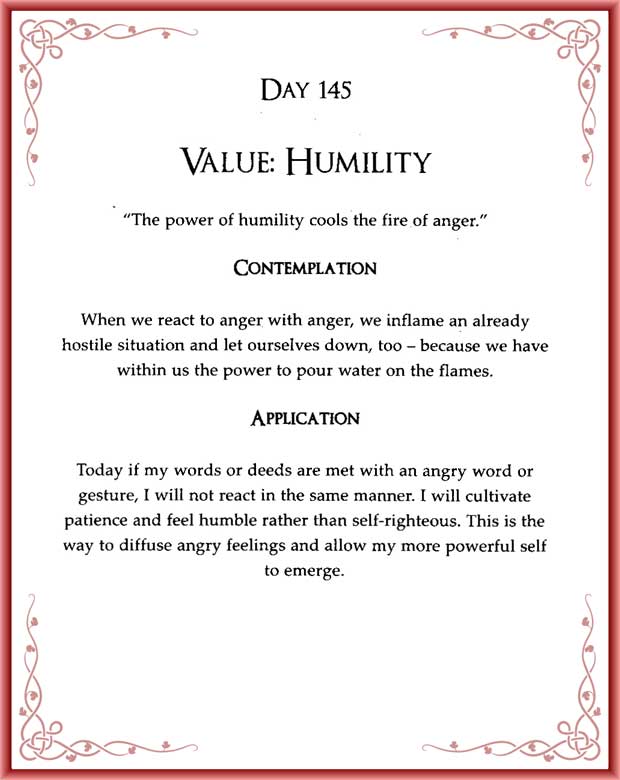 DAY 145
VALUE: HUMILITY
“The power of humility cools the fire of anger.”
CONTEMPLATION
When we react to anger with anger, we inflame an already
hostile situation and let ourselves down, too – because we have
within us the power to pour water on the flames.
APPLICATION
Today if my words or deeds are met with an angry word or
gesture, I will not react in the same manner. I will cultivate
patience and feel humble rather than self-righteous. This is the
way to diffuse angry feelings and allow my more powerful self
to emerge.